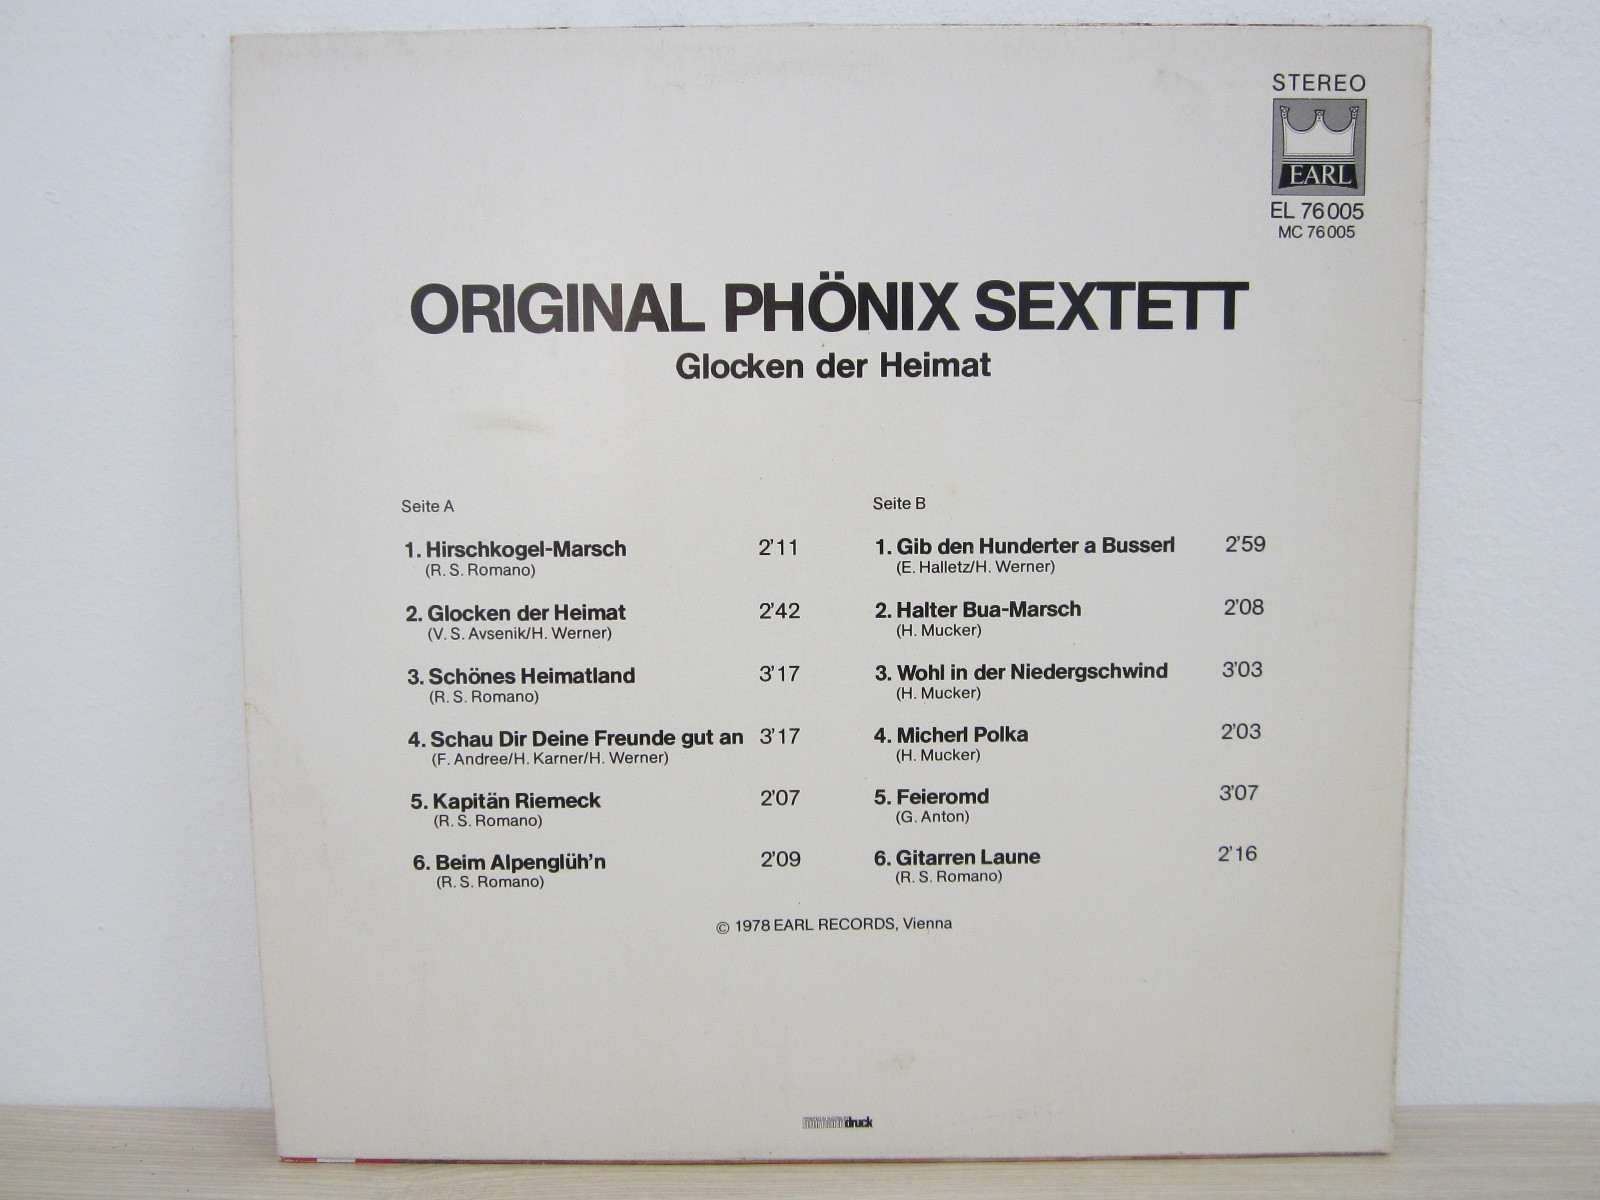 STEREO
EARL
EL 76005
MC 76005
ORIGINAL PHÖNIX SEXTETT
Glocken der Heimat
Seite A
1. Hirschkogel-Marsch 2'11
(R. S. Romano)
2. Glocken der Heimat 2'42
(V. S. Avsenik/H. Werner)
3. Schönes Heimatland 3'17
(R. S. Romano)
4. Schau Dir Deine Freunde gut an 3'17
(F. Andree/H. Karner/H. Werner)
5. Kapitän Riemeck 2'07
(R. S. Romano)
6. Beim Alpenglüh'n 2'09
(R. S. Romano)
Seite B
1. Gib den Hunderter a Busserl 2'59
(E. Halletz/H. Werner)
2. Halter Bua-Marsch 2'08
(H. Mucker)
3. Wohl in der Niedergschwind 3'03
(H. Mucker)
4. Micherl Polka 2'03
(H. Mucker)
5. Feieromd 3'07
(G. Anton)
6. Gitarren Laune 2'16
(R. S. Romano)
© 1978 EARL RECORDS, Vienna
druck